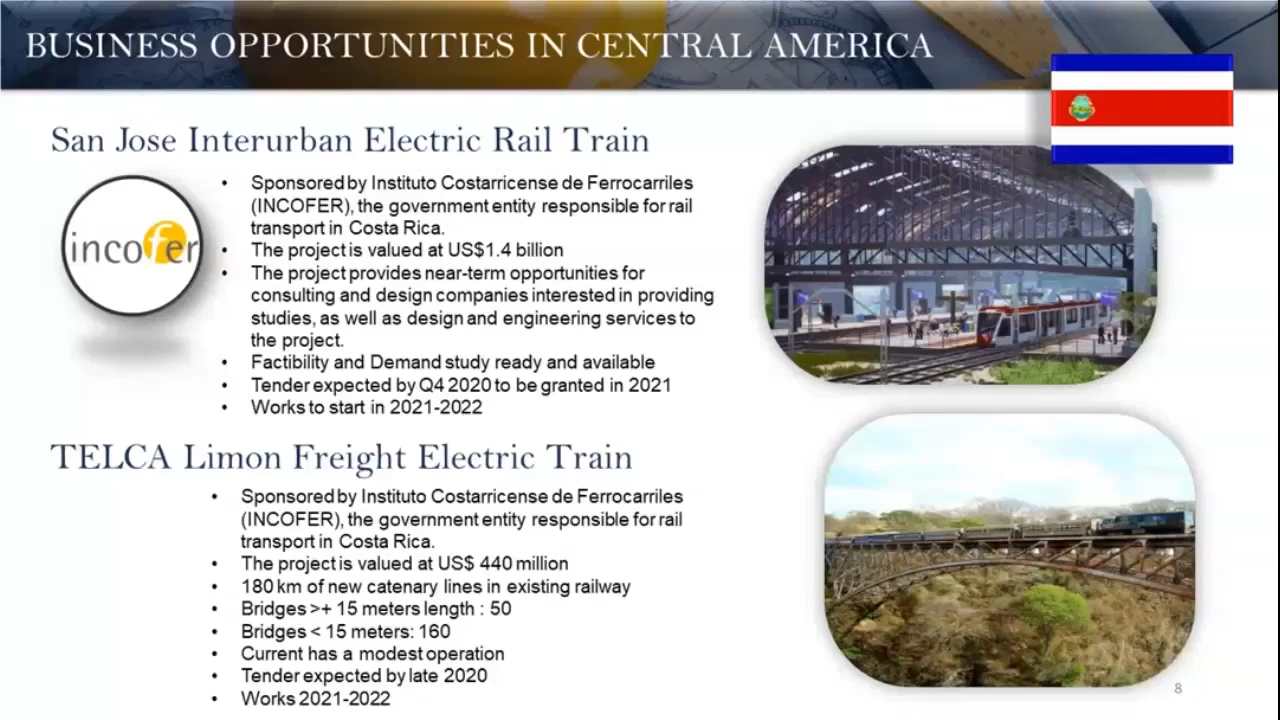 BUSINESS OPPORTUNITIES IN CENTRAL AMERICA
San Jose Interurban Electric Rail Train
incofer
• Sponsored by Instituto Costarricense de Ferrocarriles
(INCOFER), the government entity responsible for rail
transport in Costa Rica.
• The project is valued at US$1.4 billion
• The project provides near-term opportunities for
consulting and design companies interested in providing
studies, as well as design and engineering services to
the project.
• Factibility and Demand study ready and available
• Tender expected by Q4 2020 to be granted in 2021
• Works to start in 2021-2022
TELCA Limon Freight Electric Train
• Sponsored by Instituto Costarricense de Ferrocarriles
(INCOFER), the government entity responsible for rail
transport in Costa Rica.
• The project is valued at US$ 440 million
• 180 km of new catenary lines in existing railway
• Bridges >+ 15 meters length : 50
• Bridges < 15 meters: 160
• Current has a modest operation
• Tender expected by late 2020
• Works 2021-2022
8